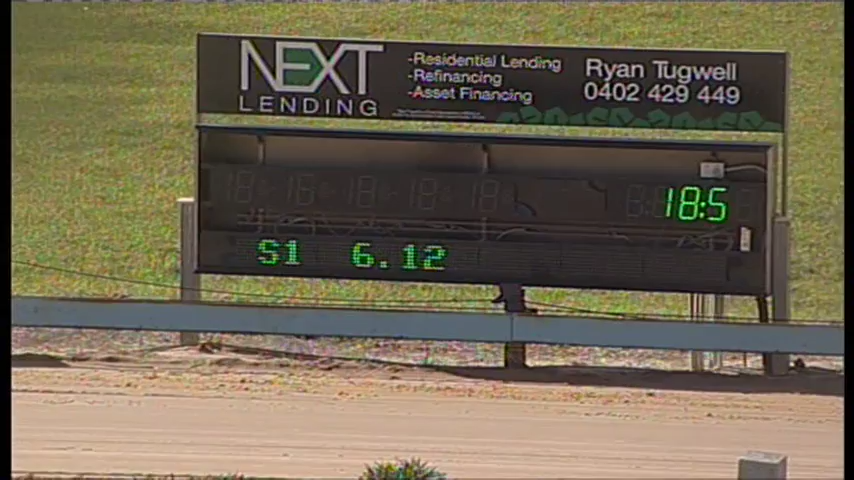 NEXT
LENDING
-Residential Lending
-Refinancing
-Asset Financing
Ryan Tugwell
0402 429 449
18:5
S1 6.12